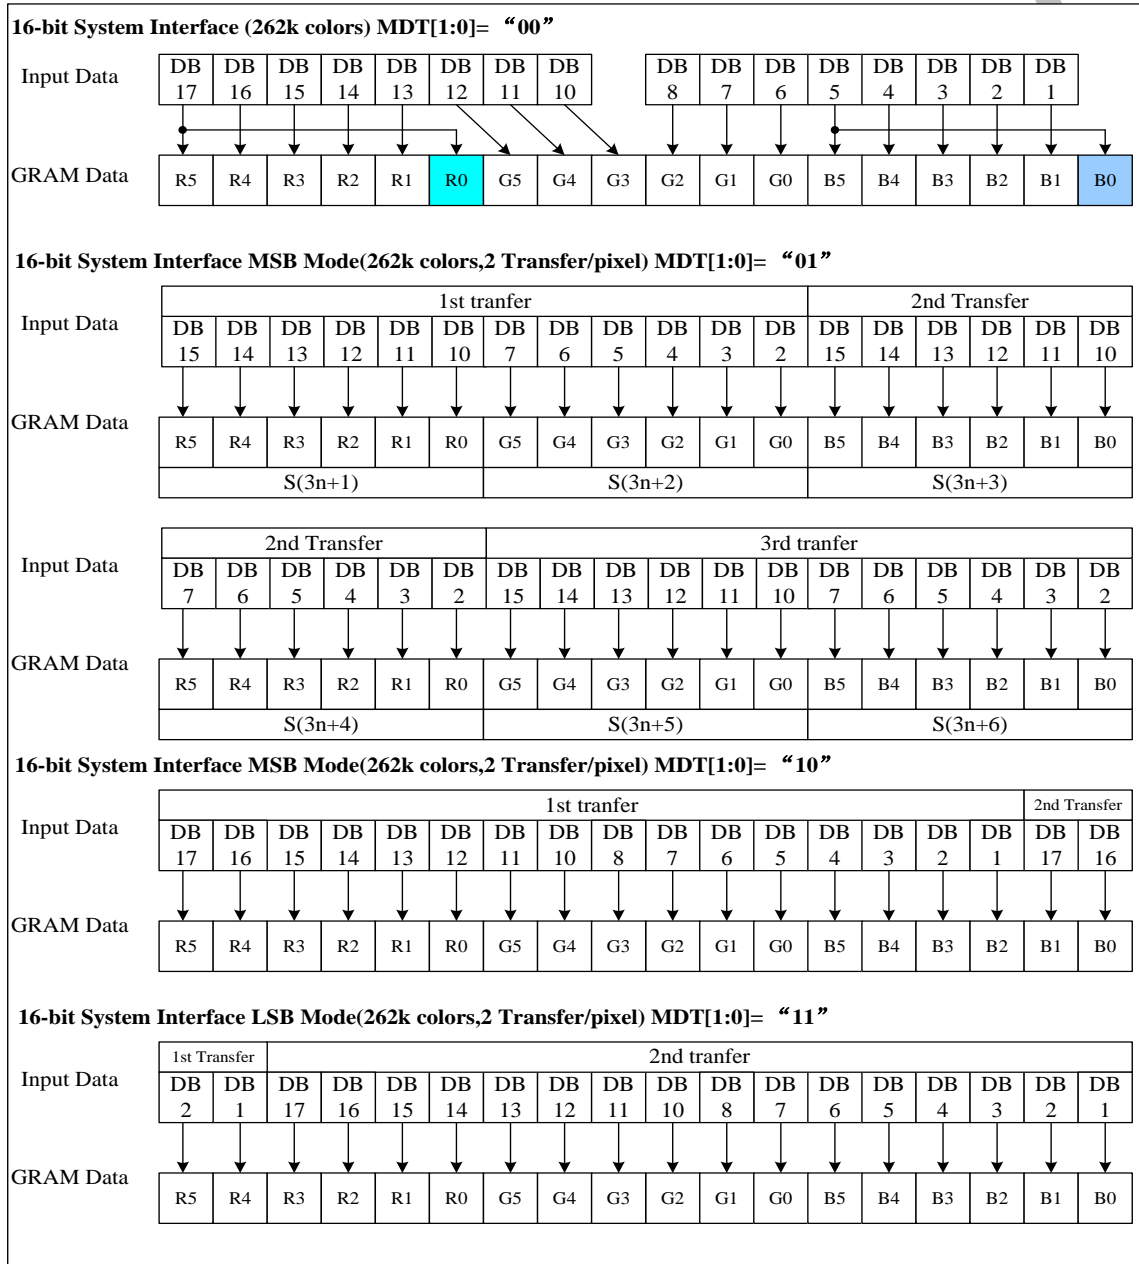 16-bit System Interface (262k colors) MDT[1:0]= “00”
Input Data DB 17 DB 16 DB 15 DB 14 DB 13 DB 12 DB 11 DB 10 DB 8 DB 7 DB 6 DB 5 DB 4 DB 3 DB 2 DB 1
GRAM Data R5 R4 R3 R2 R1 R0 G5 G4 G3 G2 G1 G0 B5 B4 B3 B2 B1 B0
16-bit System Interface MSB Mode(262k colors,2 Transfer/pixel) MDT[1:0]= “01”
1st tranfer 2nd Transfer
Input Data DB 15 DB 14 DB 13 DB 12 DB 11 DB 10 DB 7 DB 6 DB 5 DB 4 DB 3 DB 2 DB 15 DB 14 DB 13 DB 12 DB 11 DB 10
GRAM Data R5 R4 R3 R2 R1 R0 G5 G4 G3 G2 G1 G0 B5 B4 B3 B2 B1 B0
S(3n+1) S(3n+2) S(3n+3)
2nd Transfer 3rd tranfer
Input Data DB 7 DB 6 DB 5 DB 4 DB 3 DB 2 DB 15 DB 14 DB 13 DB 12 DB 11 DB 10 DB 7 DB 6 DB 5 DB 4 DB 3 DB 2
GRAM Data R5 R4 R3 R2 R1 R0 G5 G4 G3 G2 G1 G0 B5 B4 B3 B2 B1 B0
S(3n+4) S(3n+5) S(3n+6)
16-bit System Interface MSB Mode(262k colors,2 Transfer/pixel) MDT[1:0]= “10”
1st tranfer 2nd Transfer
Input Data DB 17 DB 16 DB 15 DB 14 DB 13 DB 12 DB 11 DB 10 DB 8 DB 7 DB 6 DB 5 DB 4 DB 3 DB 2 DB 1 DB 17 DB 16
GRAM Data R5 R4 R3 R2 R1 R0 G5 G4 G3 G2 G1 G0 B5 B4 B3 B2 B1 B0
16-bit System Interface LSB Mode(262k colors,2 Transfer/pixel) MDT[1:0]= “11”
1st Transfer 2nd tranfer
Input Data DB 2 DB 1 DB 17 DB 16 DB 15 DB 14 DB 13 DB 12 DB 11 DB 10 DB 8 DB 7 DB 6 DB 5 DB 4 DB 3 DB 2 DB 1
GRAM Data R5 R4 R3 R2 R1 R0 G5 G4 G3 G2 G1 G0 B5 B4 B3 B2 B1 B0